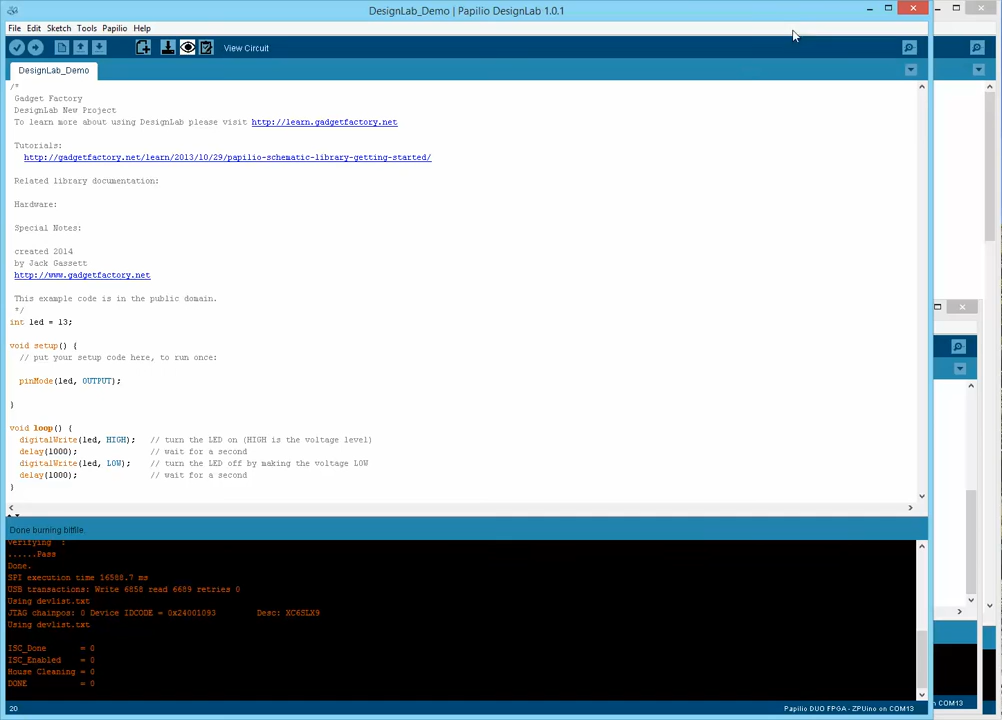 DesignLab_Demo | Papilio DesignLab 1.0.1
File Edit Sketch Tools Papilio Help
View Circuit
DesignLab_Demo
/*
Gadget Factory
DesignLab New Project
To learn more about using DesignLab please visit http://learn.gadgetfactory.net
Tutorials:
http://gadgetfactory.net/learn/2013/10/29/papilio-schematic-library-getting-started/
Related library documentation:
Hardware:
Special Notes:
created 2014
by Jack Gassett
http://www.gadgetfactory.net
This example code is in the public domain.
*/
int led = 13;
void setup() {
// put your setup code here, to run once:
pinMode(led, OUTPUT);
}
void loop() {
digitalWrite(led, HIGH); // turn the LED on (HIGH is the voltage level)
delay(1000); // wait for a second
digitalWrite(led, LOW); // turn the LED off by making the voltage LOW
delay(1000); // wait for a second
}
Done burning bitfile.
Verifying :
......Pass
Done.
SPI execution time 16588.7 ms
USB transactions: Write 6858 read 6689 retries 0
Using devlist.txt
JTAG chainpos: 0 Device IDCODE = 0x24001093 Desc: XC6SLX9
Using devlist.txt
ISC_Done = 0
ISC_Enabled = 0
House Cleaning = 0
DONE = 0
20
Papilio DUO FPGA - ZPUino on COM13
on COM13